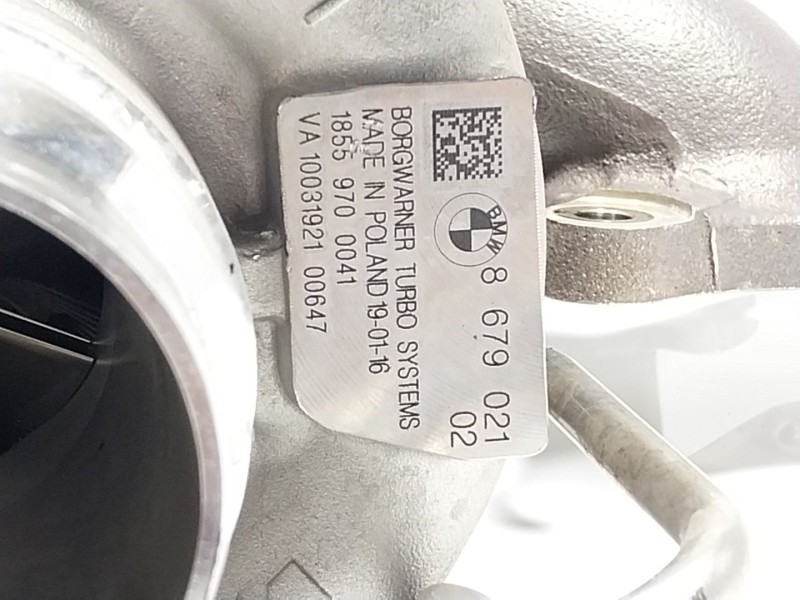 BMW
8 679 021
02
BORGWARNER TURBO SYSTEMS
MADE IN POLAND 19-01-16
1855 970 0041
VA 10031921 00647